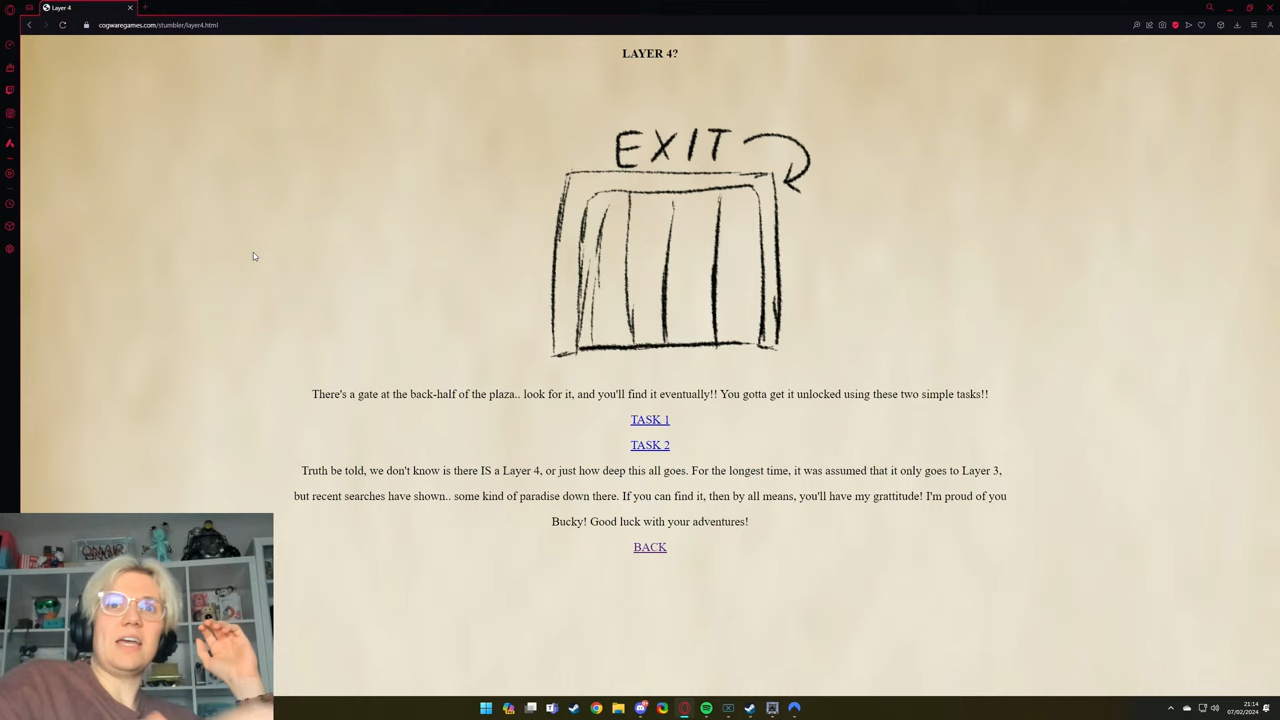 Layer 4
cogwaregames.com/stumbler/layer4.html
LAYER 4?
EXIT
There's a gate at the back-half of the plaza.. look for it, and you'll find it eventually!! You gotta get it unlocked using these two simple tasks!!
TASK 1
TASK 2
Truth be told, we don't know is there IS a Layer 4, or just how deep this all goes. For the longest time, it was assumed that it only goes to Layer 3,
but recent searches have shown.. some kind of paradise down there. If you can find it, then by all means, you'll have my grattitude! I'm proud of you
Bucky! Good luck with your adventures!
BACK
21:14
07/02/2024